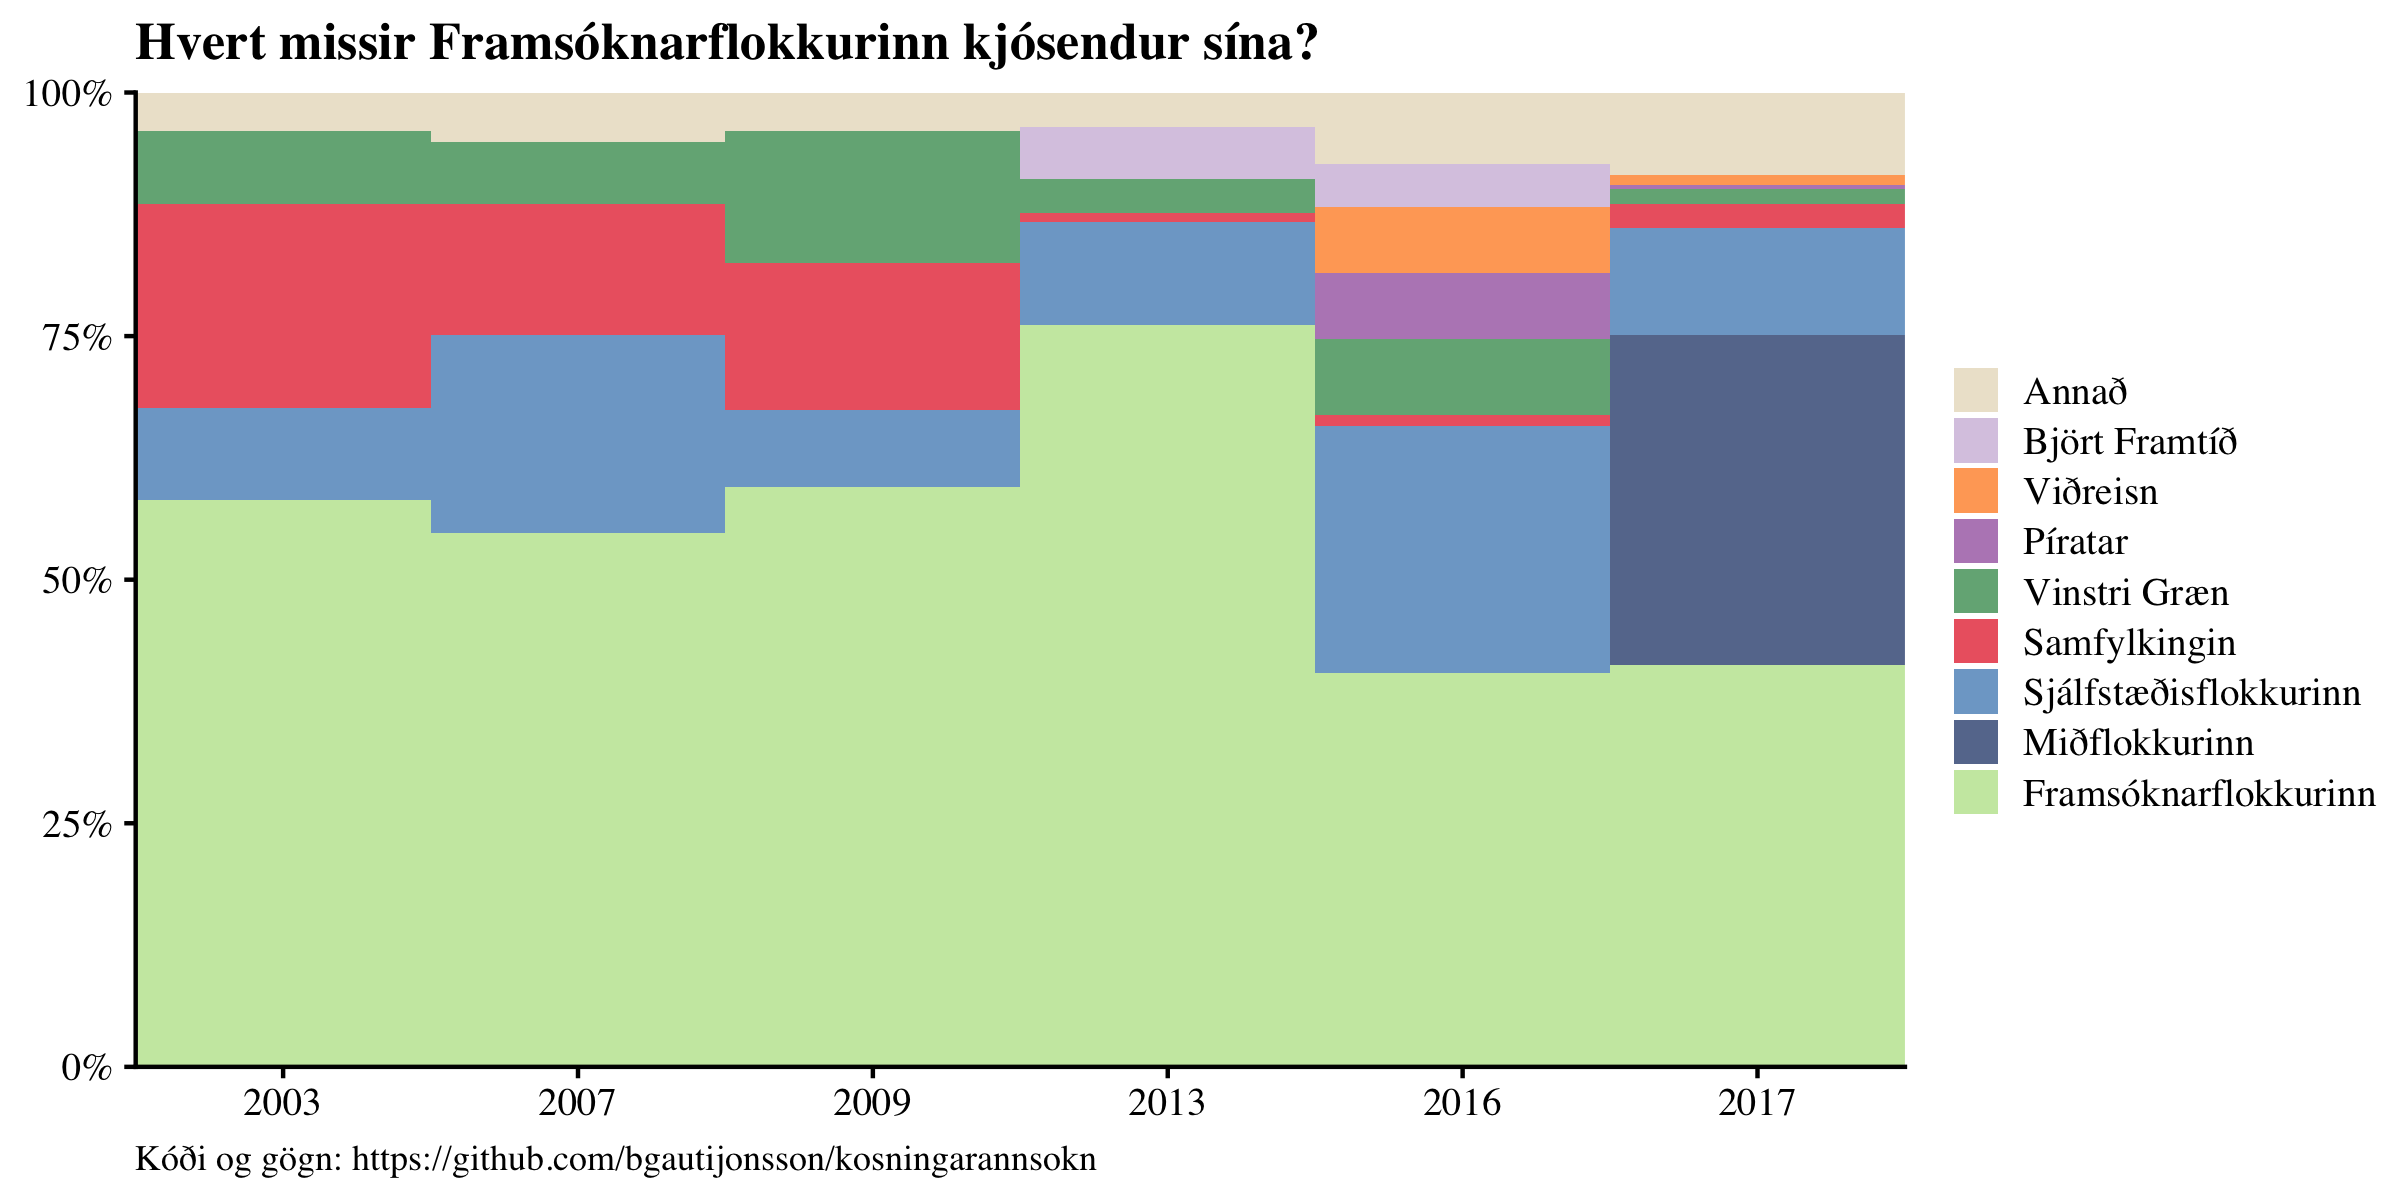 Hvert missir Framsóknarflokkurinn kjósendur sína?
100%
75%
50%
25%
0%
2003 2007 2009 2013 2016 2017
Annað
Björt Framtíð
Viðreisn
Píratar
Vinstri Græn
Samfylkingin
Sjálfstæðisflokkurinn
Miðflokkurinn
Framsóknarflokkurinn
Kóði og gögn: https://github.com/bgautijonsson/kosningarannsokn